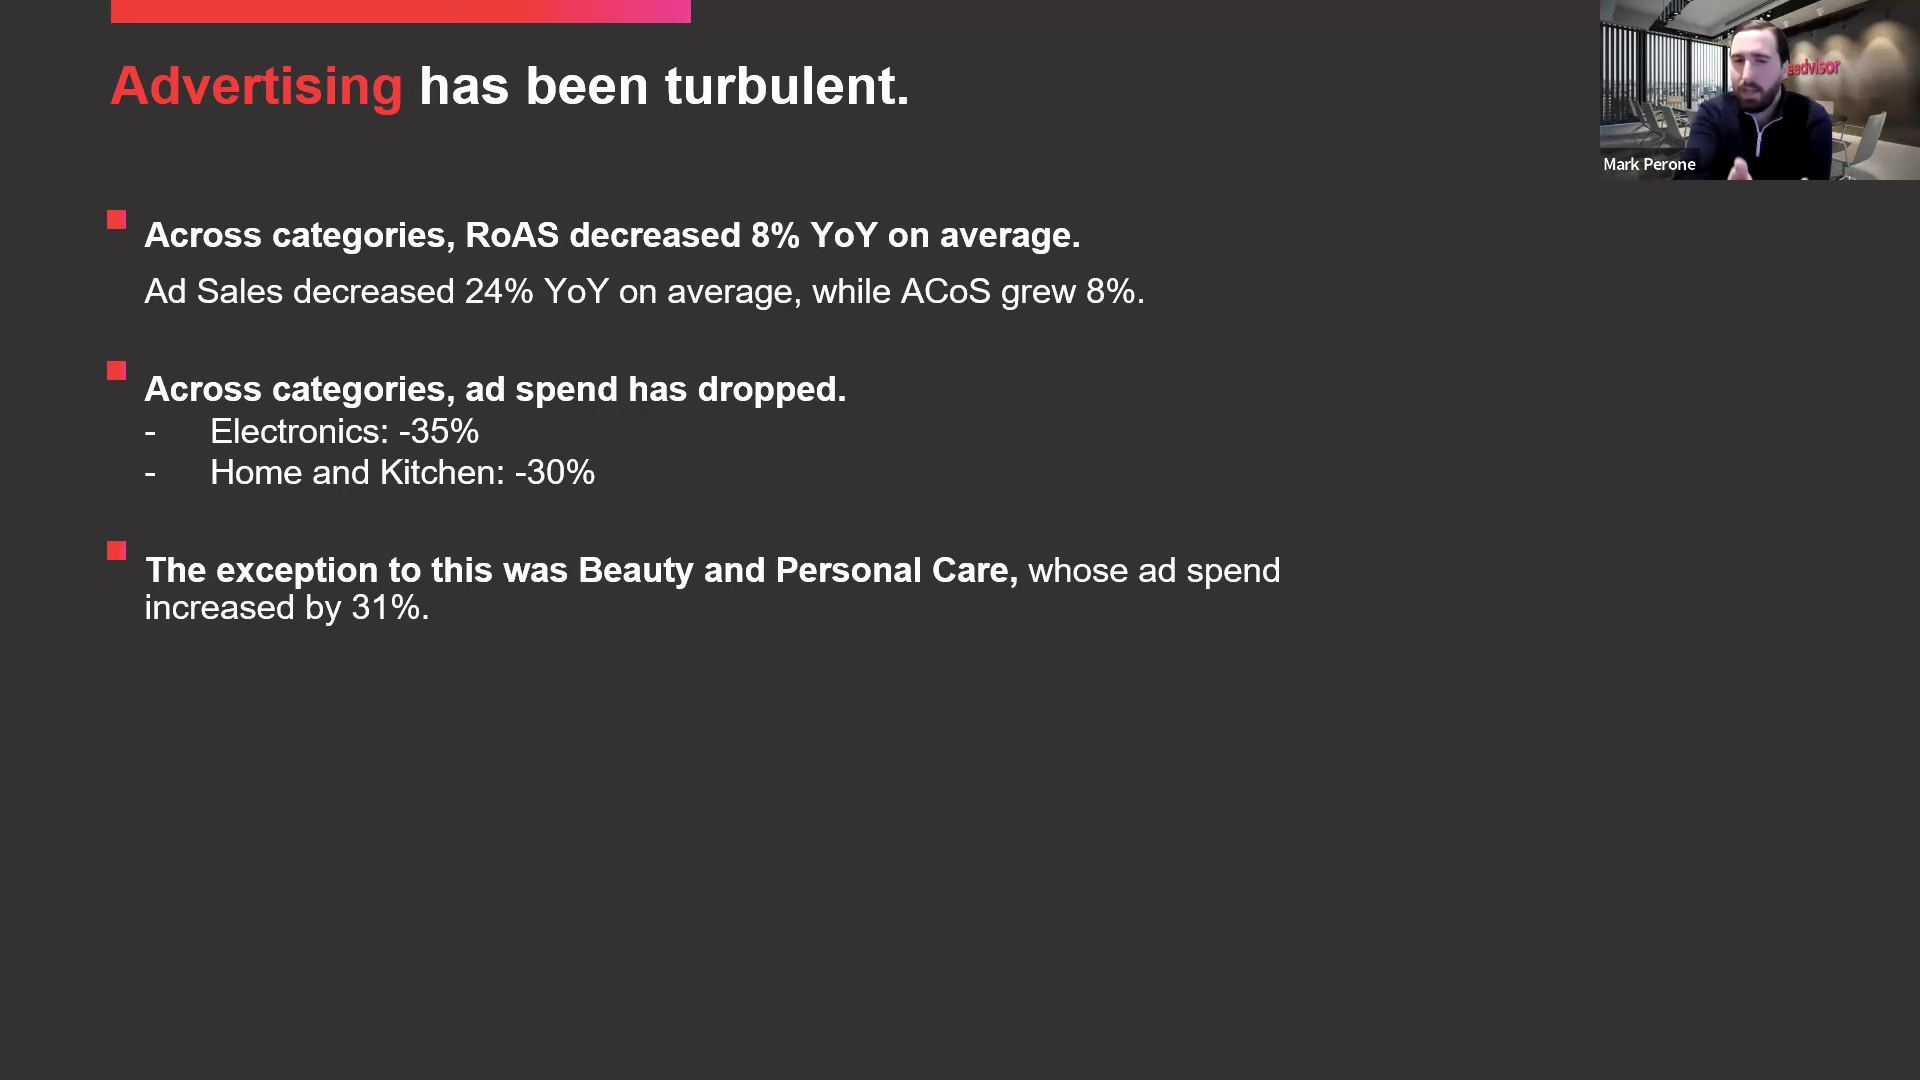 Advertising has been turbulent.
eedvisor
Mark Perone
Across categories, RoAS decreased 8% YoY on average.
Ad Sales decreased 24% YoY on average, while ACoS grew 8%.
Across categories, ad spend has dropped.
- Electronics: -35%
- Home and Kitchen: -30%
The exception to this was Beauty and Personal Care, whose ad spend
increased by 31%.